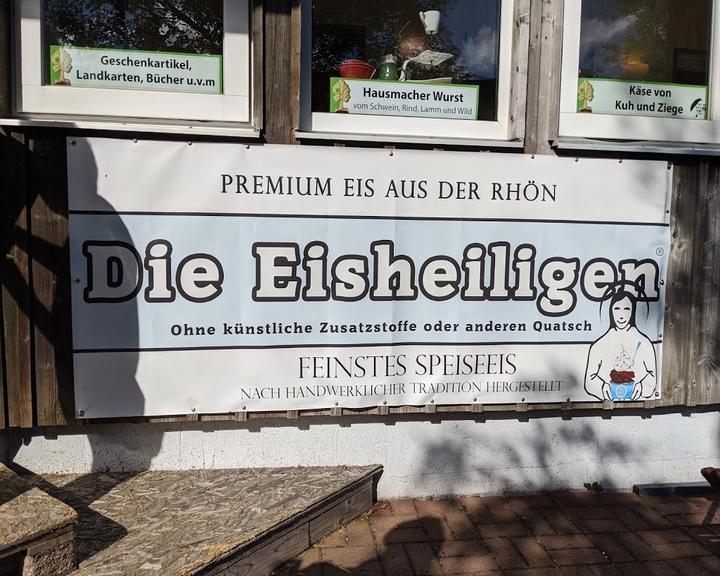 Geschenkartikel,
Landkarten, Bücher u.v.m
Hausmacher Wurst
vom Schwein, Rind, Lamm und Wild
Käse von
Kuh und Ziege
PREMIUM EIS AUS DER RHÖN
Die Eisheiligen®
Ohne künstliche Zusatzstoffe oder anderen Quatsch
FEINSTES SPEISEEIS
NACH HANDWERKLICHER TRADITION HERGESTELLT